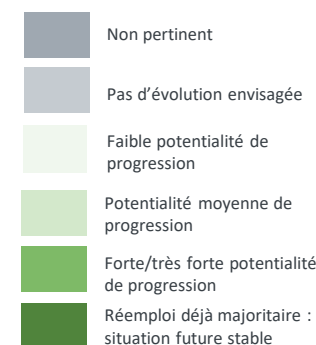 Non pertinent
Pas d’évolution envisagée
Faible potentialité de
progression
Potentialité moyenne de
progression
Forte/très forte potentialité
de progression
Réemploi déjà majoritaire :
situation future stable